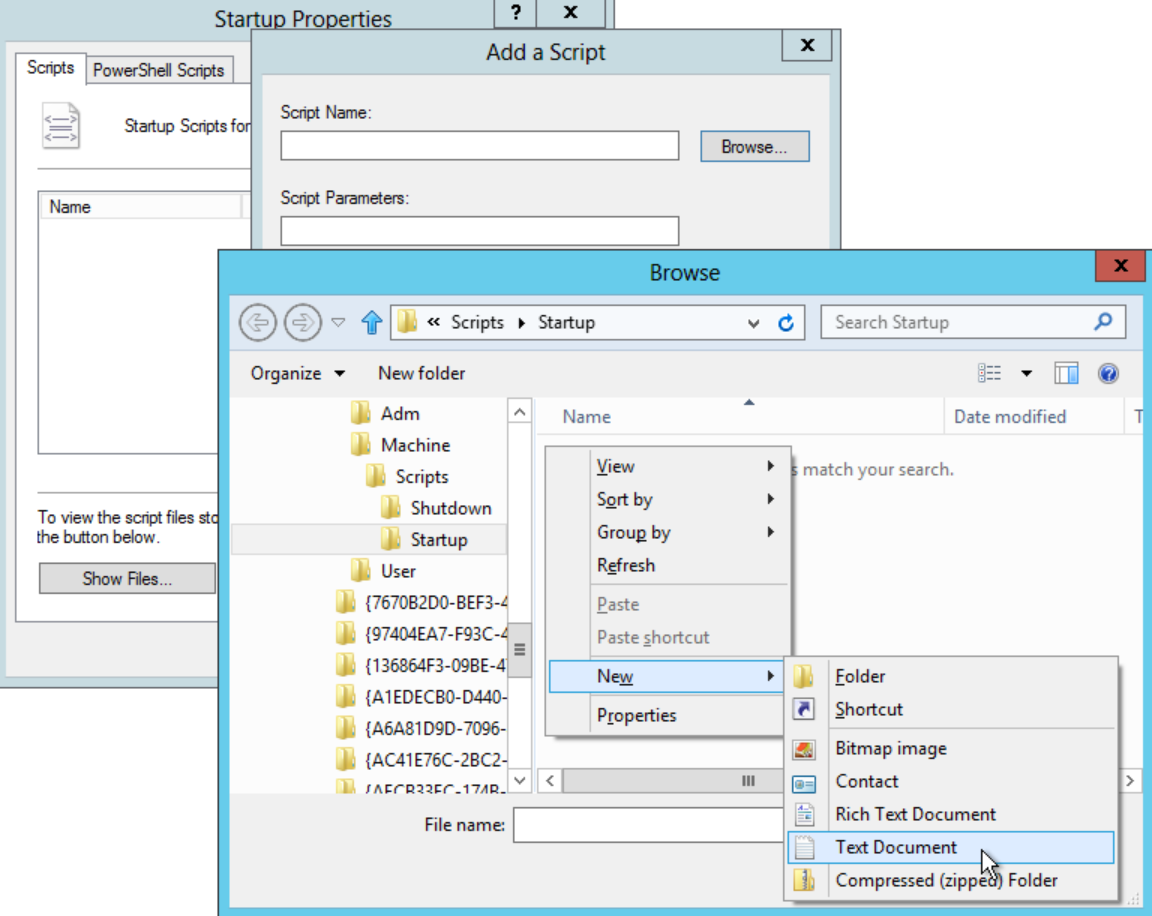 Startup Properties
?
x
Scripts
PowerShell Scripts
Startup Scripts for
Name
To view the script files sto
the button below.
Show Files...
Add a Script
x
Script Name:
Browse...
Script Parameters:
Browse
x
« Scripts Startup
Search Startup
Organize
New folder
Adm
Machine
Scripts
Shutdown
Startup
User
{7670B2D0-BEF3-4
{97404EA7-F93C-4
{136864F3-09BE-4
{A1EDECB0-D440-
{A6A81D9D-7096-
{AC41E76C-2BC2-
Name
Date modified
T
s match your search.
View
Sort by
Group by
Refresh
Paste
Paste shortcut
New
Properties
Folder
Shortcut
Bitmap image
Contact
Rich Text Document
Text Document
Compressed (zipped) Folder
File name: